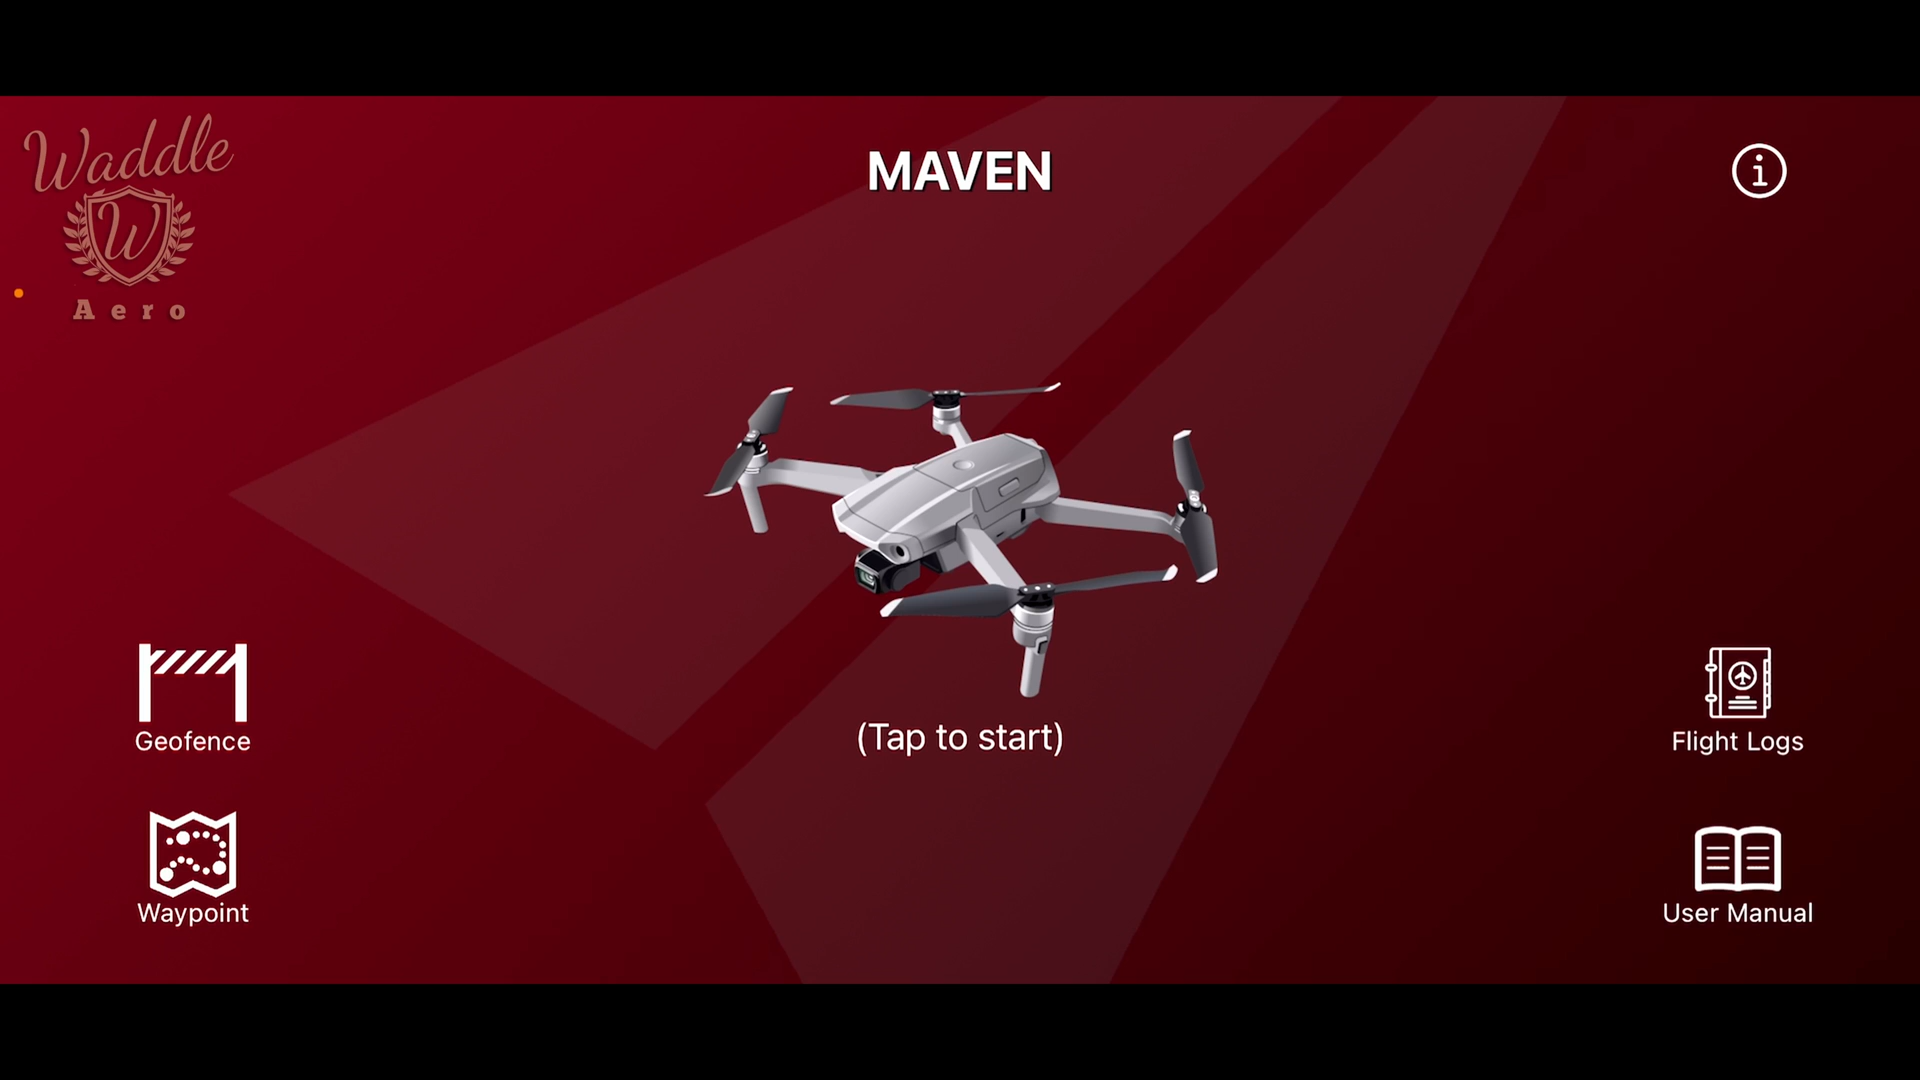 Waddle
W
Aero
MAVEN
i
(Tap to start)
Geofence
Waypoint
Flight Logs
User Manual